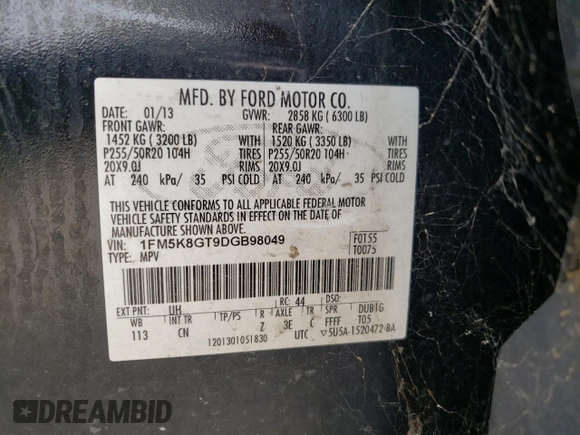 MFD. BY FORD MOTOR CO.
DATE: 01/13 GVWR: 2858 KG ( 6300 LB)
FRONT GAWR: REAR GAWR:
1452 KG ( 3200 LB) WITH 1520 KG ( 3350 LB) WITH
P255/50R20 104H TIRES P255/50R20 104H TIRES
20X9.0J RIMS 20X9.0J RIMS
AT 240 kPa/ 35 PSI COLD AT 240 kPa/ 35 PSI COLD
THIS VEHICLE CONFORMS TO ALL APPLICABLE FEDERAL MOTOR
VEHICLE SAFETY STANDARDS IN EFFECT ON THE DATE OF
MANUFACTURE SHOWN ABOVE.
VIN: 1FM5K8GT9DGB98049 F0155
TYPE: MPV T0075
EXT PNT: UH RC: 44 DSO:
WB INT TR TP/PS R AXLE TR SPR DUBTG
113 CN Z 3E C FFFF T05
1201301051830 UTC ▽5U5A-1520472-BA
DREAMBID